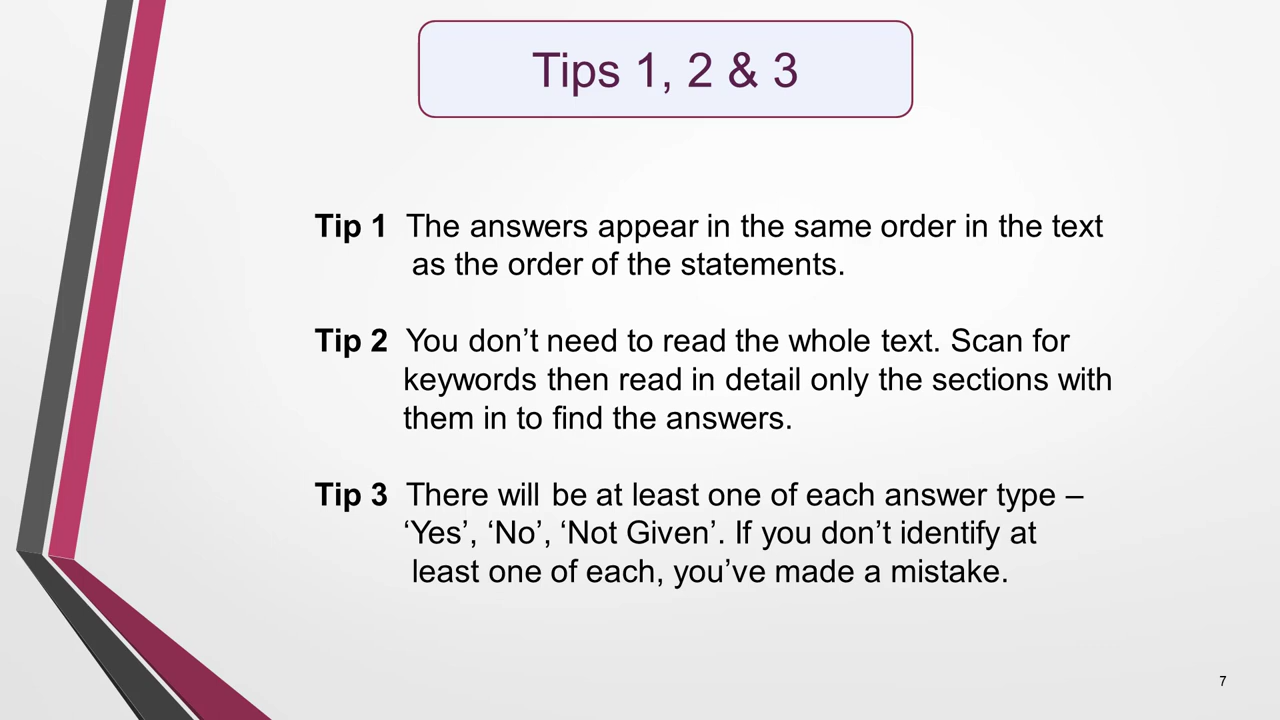 Tips 1, 2 & 3
Tip 1 The answers appear in the same order in the text
as the order of the statements.
Tip 2 You don’t need to read the whole text. Scan for
keywords then read in detail only the sections with
them in to find the answers.
Tip 3 There will be at least one of each answer type –
‘Yes’, ‘No’, ‘Not Given’. If you don’t identify at
least one of each, you’ve made a mistake.
7